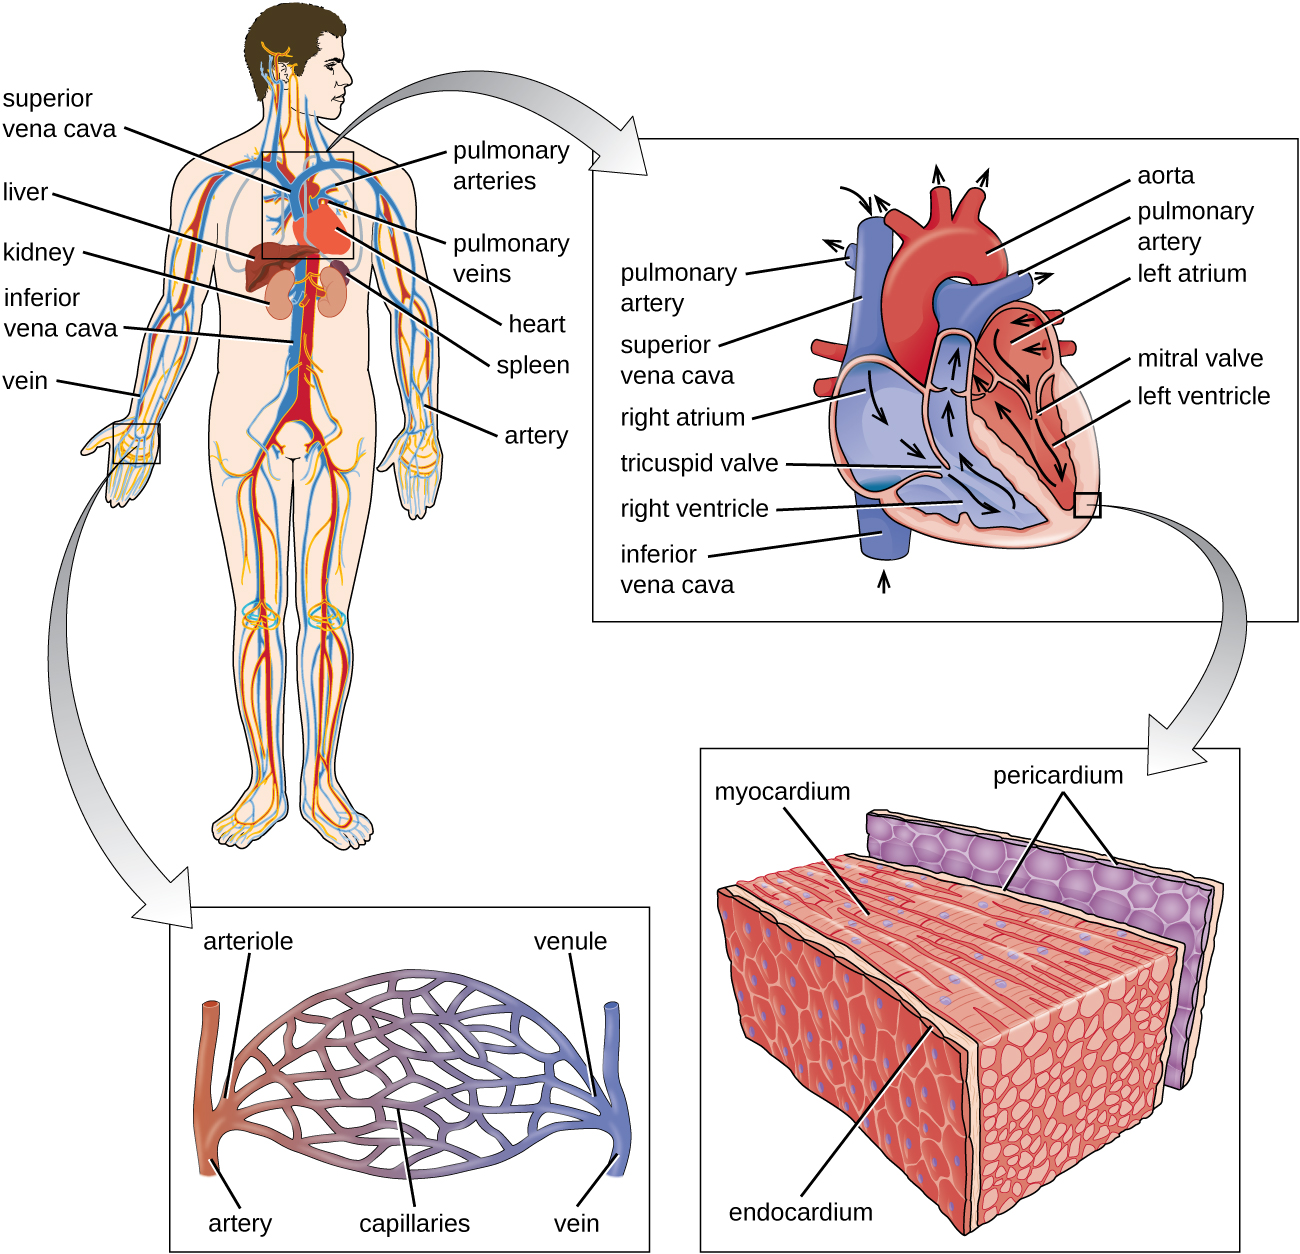 superior
vena cava
liver
kidney
inferior
vena cava
vein
pulmonary
arteries
pulmonary
veins
heart
spleen
artery
pulmonary
artery
superior
vena cava
right atrium
tricuspid valve
right ventricle
inferior
vena cava
aorta
pulmonary
artery
left atrium
mitral valve
left ventricle
arteriole
venule
artery
capillaries
vein
myocardium
pericardium
endocardium